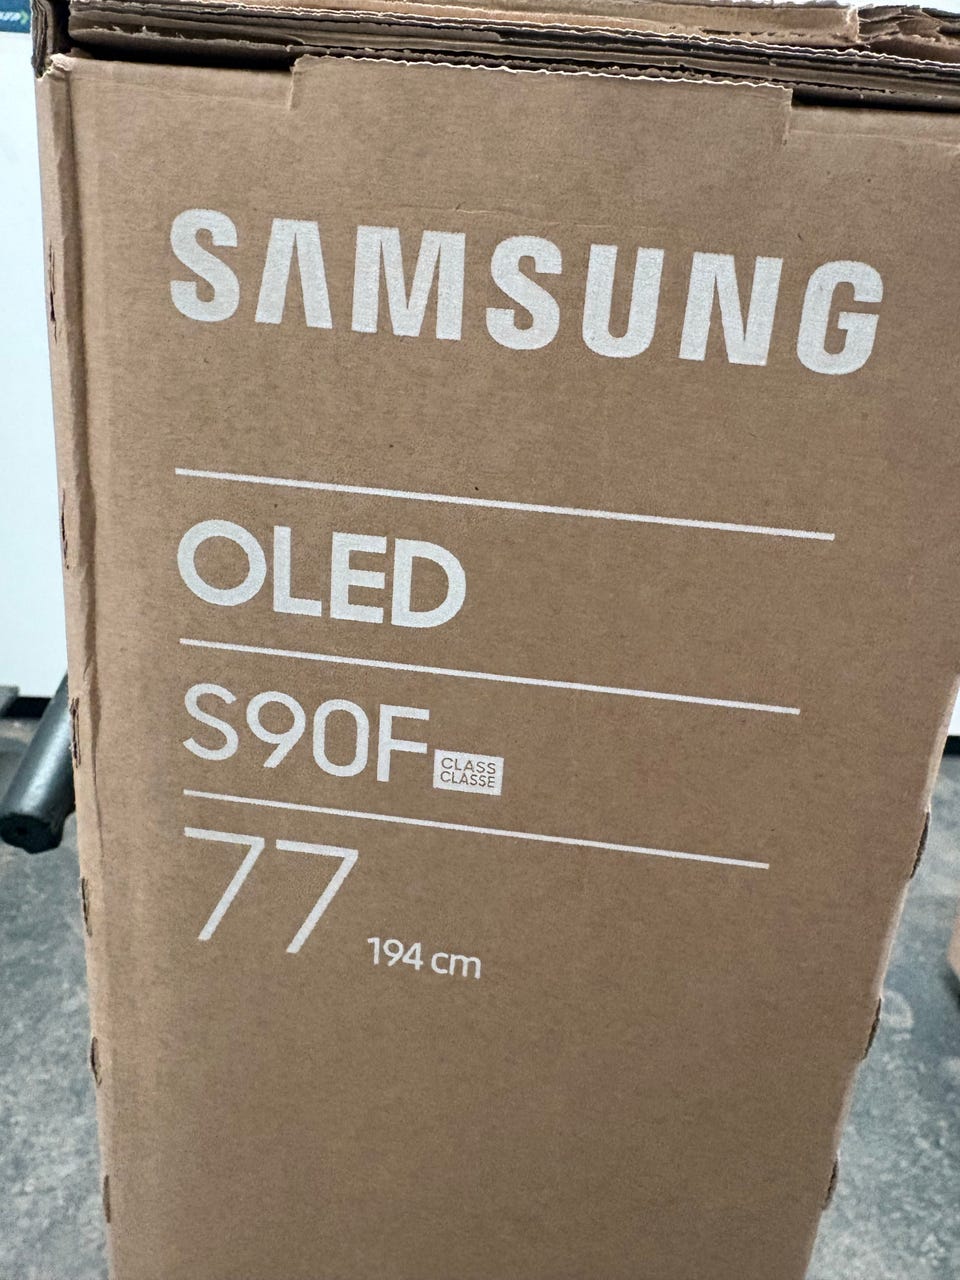 SAMSUNG
OLED
S90F CLASS
CLASSE
77 194 cm